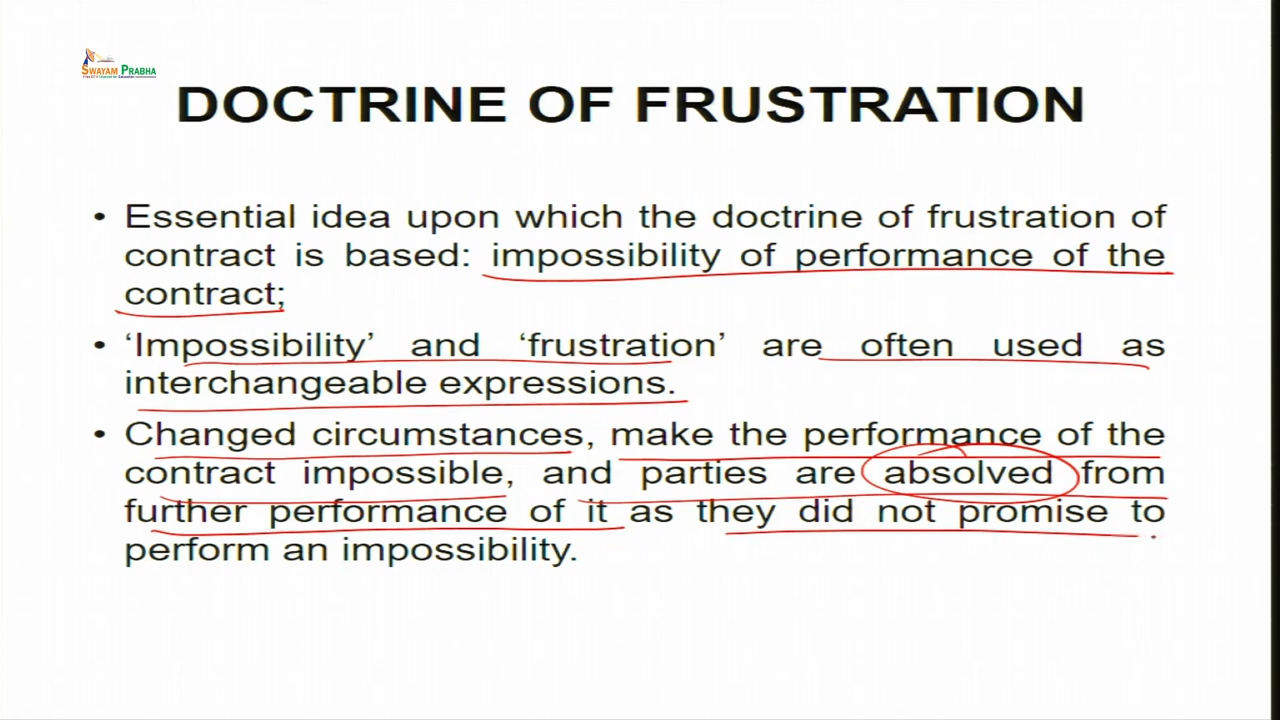 SWAYAM PRABHA
DOCTRINE OF FRUSTRATION
• Essential idea upon which the doctrine of frustration of
contract is based: impossibility of performance of the
contract;
• ‘Impossibility’ and ‘frustration’ are often used as
interchangeable expressions.
• Changed circumstances, make the performance of the
contract impossible, and parties are absolved from
further performance of it as they did not promise to
perform an impossibility.